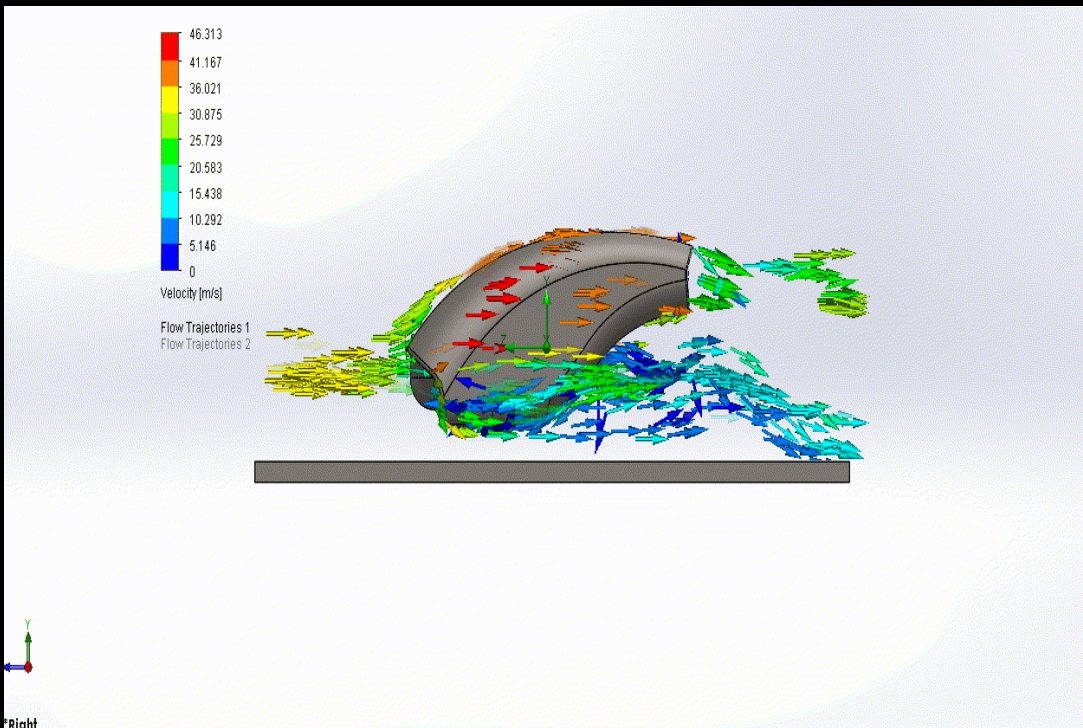 46.313
41.167
36.021
30.875
25.729
20.583
15.438
10.292
5.146
0
Velocity [m/s]
Flow Trajectories 1
Flow Trajectories 2
Y
Z
Y
*Right